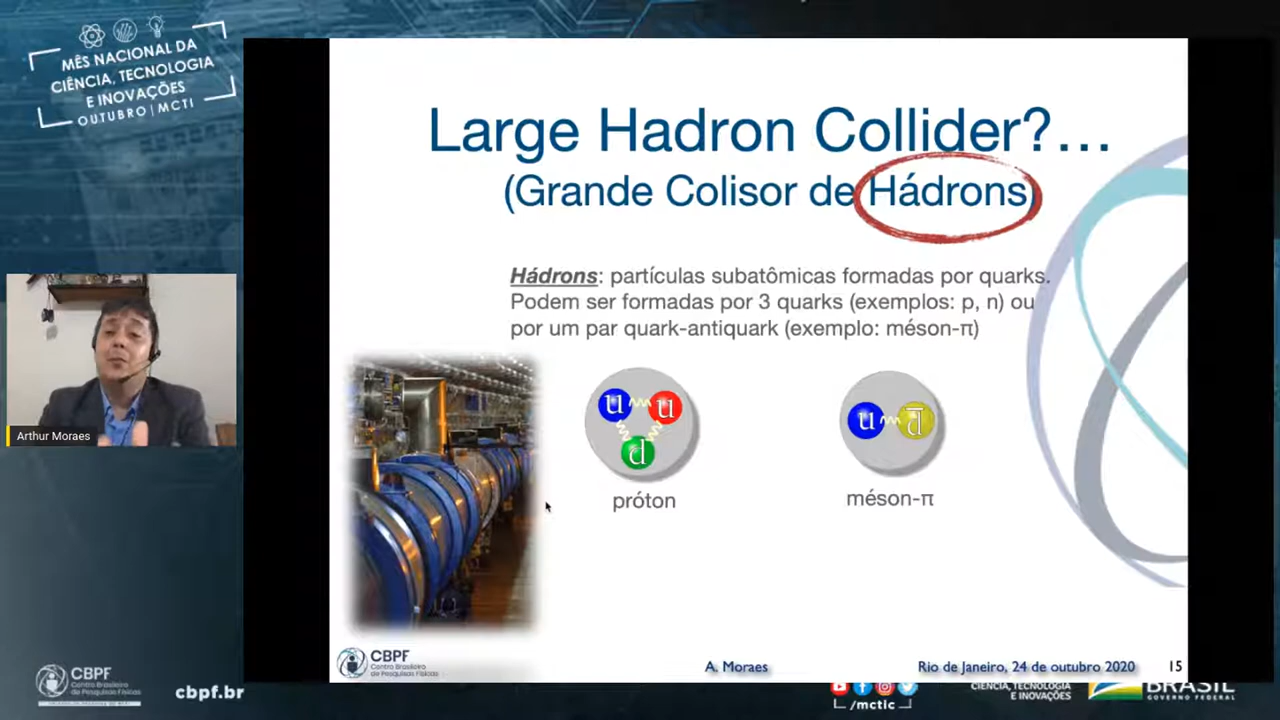 MÊS NACIONAL DA
CIÊNCIA, TECNOLOGIA
E INOVAÇÕES
OUTUBRO | MCTI
Large Hadron Collider?...
(Grande Colisor de Hádrons)
Hádrons: partículas subatômicas formadas por quarks.
Podem ser formadas por 3 quarks (exemplos: p, n) ou
por um par quark-antiquark (exemplo: méson-π)
u u
d
u d̅
próton
méson-π
Arthur Moraes
CBPF
Centro Brasileiro
de Pesquisas Físicas
A. Moraes
Rio de Janeiro, 24 de outubro 2020
15
CBPF
Centro Brasileiro
de Pesquisas Físicas
cbpf.br
/mctic
CIÊNCIA, TECNOLOGIA
E INOVAÇÕES
BRASIL
GOVERNO FEDERAL